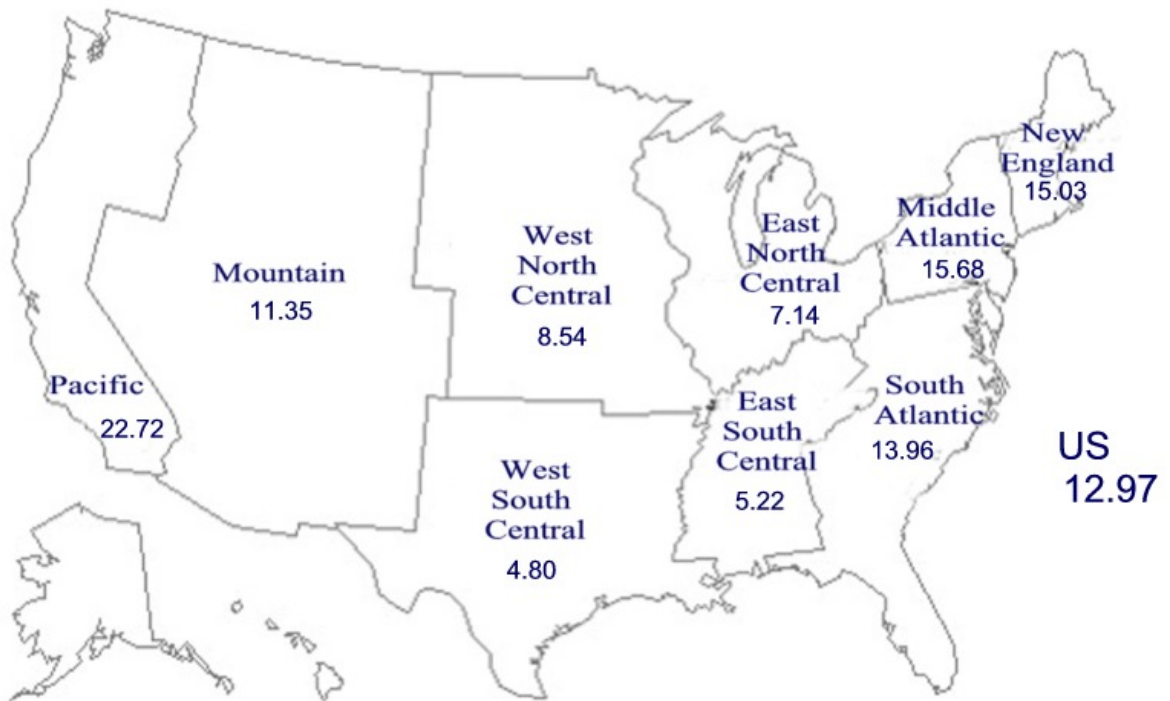 New
England
15.03
Middle
Atlantic
15.68
East
North
Central
7.14
West
North
Central
8.54
Mountain
11.35
Pacific
22.72
East
South
Central
5.22
South
Atlantic
13.96
West
South
Central
4.80
US
12.97